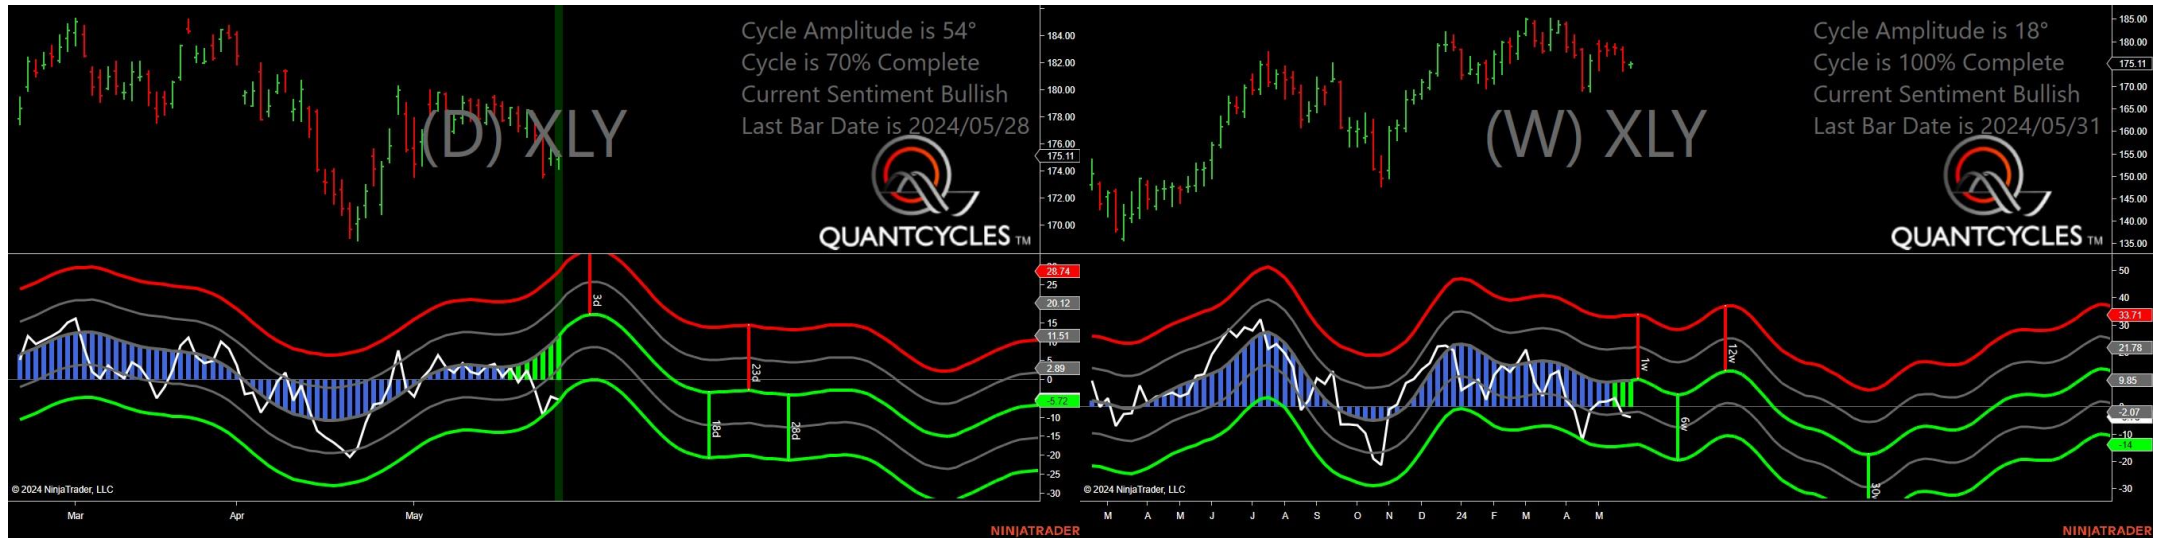 Cycle Amplitude is 54°
Cycle is 70% Complete
Current Sentiment Bullish
Last Bar Date is 2024/05/28
(D) XLY
QUANTCYCLES TM
184.00
182.00
180.00
178.00
176.00
175.11
174.00
172.00
170.00
28.74
25
20.12
15
11.51
5
2.89
0
-5.72
-10
-15
-20
-25
-30
3d
23d
18d
28d
© 2024 NinjaTrader, LLC
Mar Apr May
NINJATRADER
Cycle Amplitude is 18°
Cycle is 100% Complete
Current Sentiment Bullish
Last Bar Date is 2024/05/31
(W) XLY
QUANTCYCLES TM
185.00
180.00
175.11
170.00
165.00
160.00
155.00
150.00
145.00
140.00
135.00
50
40
33.71
30
21.78
9.85
-2.07
-10
-14
-20
-30
1w
12w
6w
© 2024 NinjaTrader, LLC
M A M J J A S O N D 24 F M A M
NINJATRADER